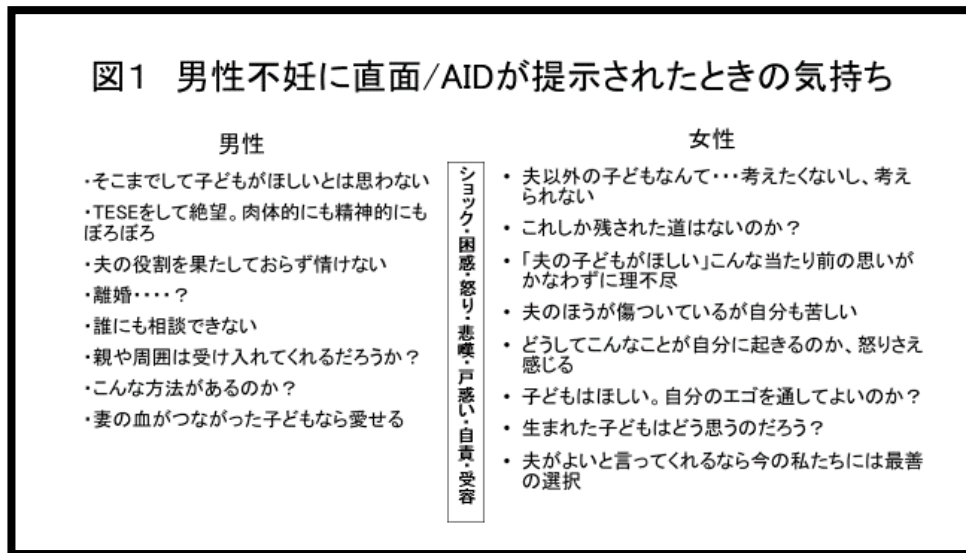 図1　男性不妊に直面/AIDが提示されたときの気持ち
男性
・そこまでして子どもがほしいとは思わない
・TESEをして絶望。肉体的にも精神的にも
ぼろぼろ
・夫の役割を果たしておらず情けない
・離婚・・・・？
・誰にも相談できない
・親や周囲は受け入れてくれるだろうか？
・こんな方法があるのか？
・妻の血がつながった子どもなら愛せる
ショック・困惑・怒り・悲嘆・戸惑い・自責・受容
女性
• 夫以外の子どもなんて・・・考えたくないし、考え
られない
• これしか残された道はないのか？
• 「夫の子どもがほしい」こんな当たり前の思いが
かなわずに理不尽
• 夫のほうが傷ついているが自分も苦しい
• どうしてこんなことが自分に起きるのか、怒りさえ
感じる
• 子どもはほしい。自分のエゴを通してよいのか？
• 生まれた子どもはどう思うのだろう？
• 夫がよいと言ってくれるなら今の私たちには最善
の選択